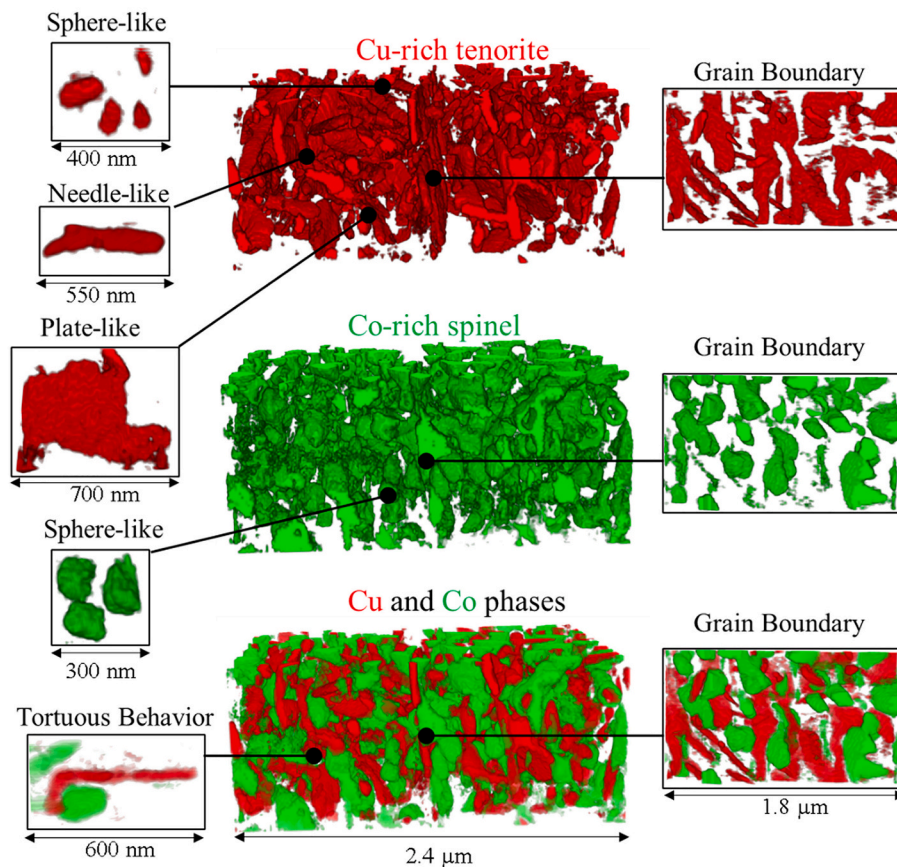 Sphere-like
Cu-rich tenorite
Grain Boundary
400 nm
Needle-like
550 nm
Plate-like
Co-rich spinel
Grain Boundary
700 nm
Sphere-like
Cu and Co phases
Grain Boundary
300 nm
Tortuous Behavior
600 nm
2.4 μm
1.8 μm